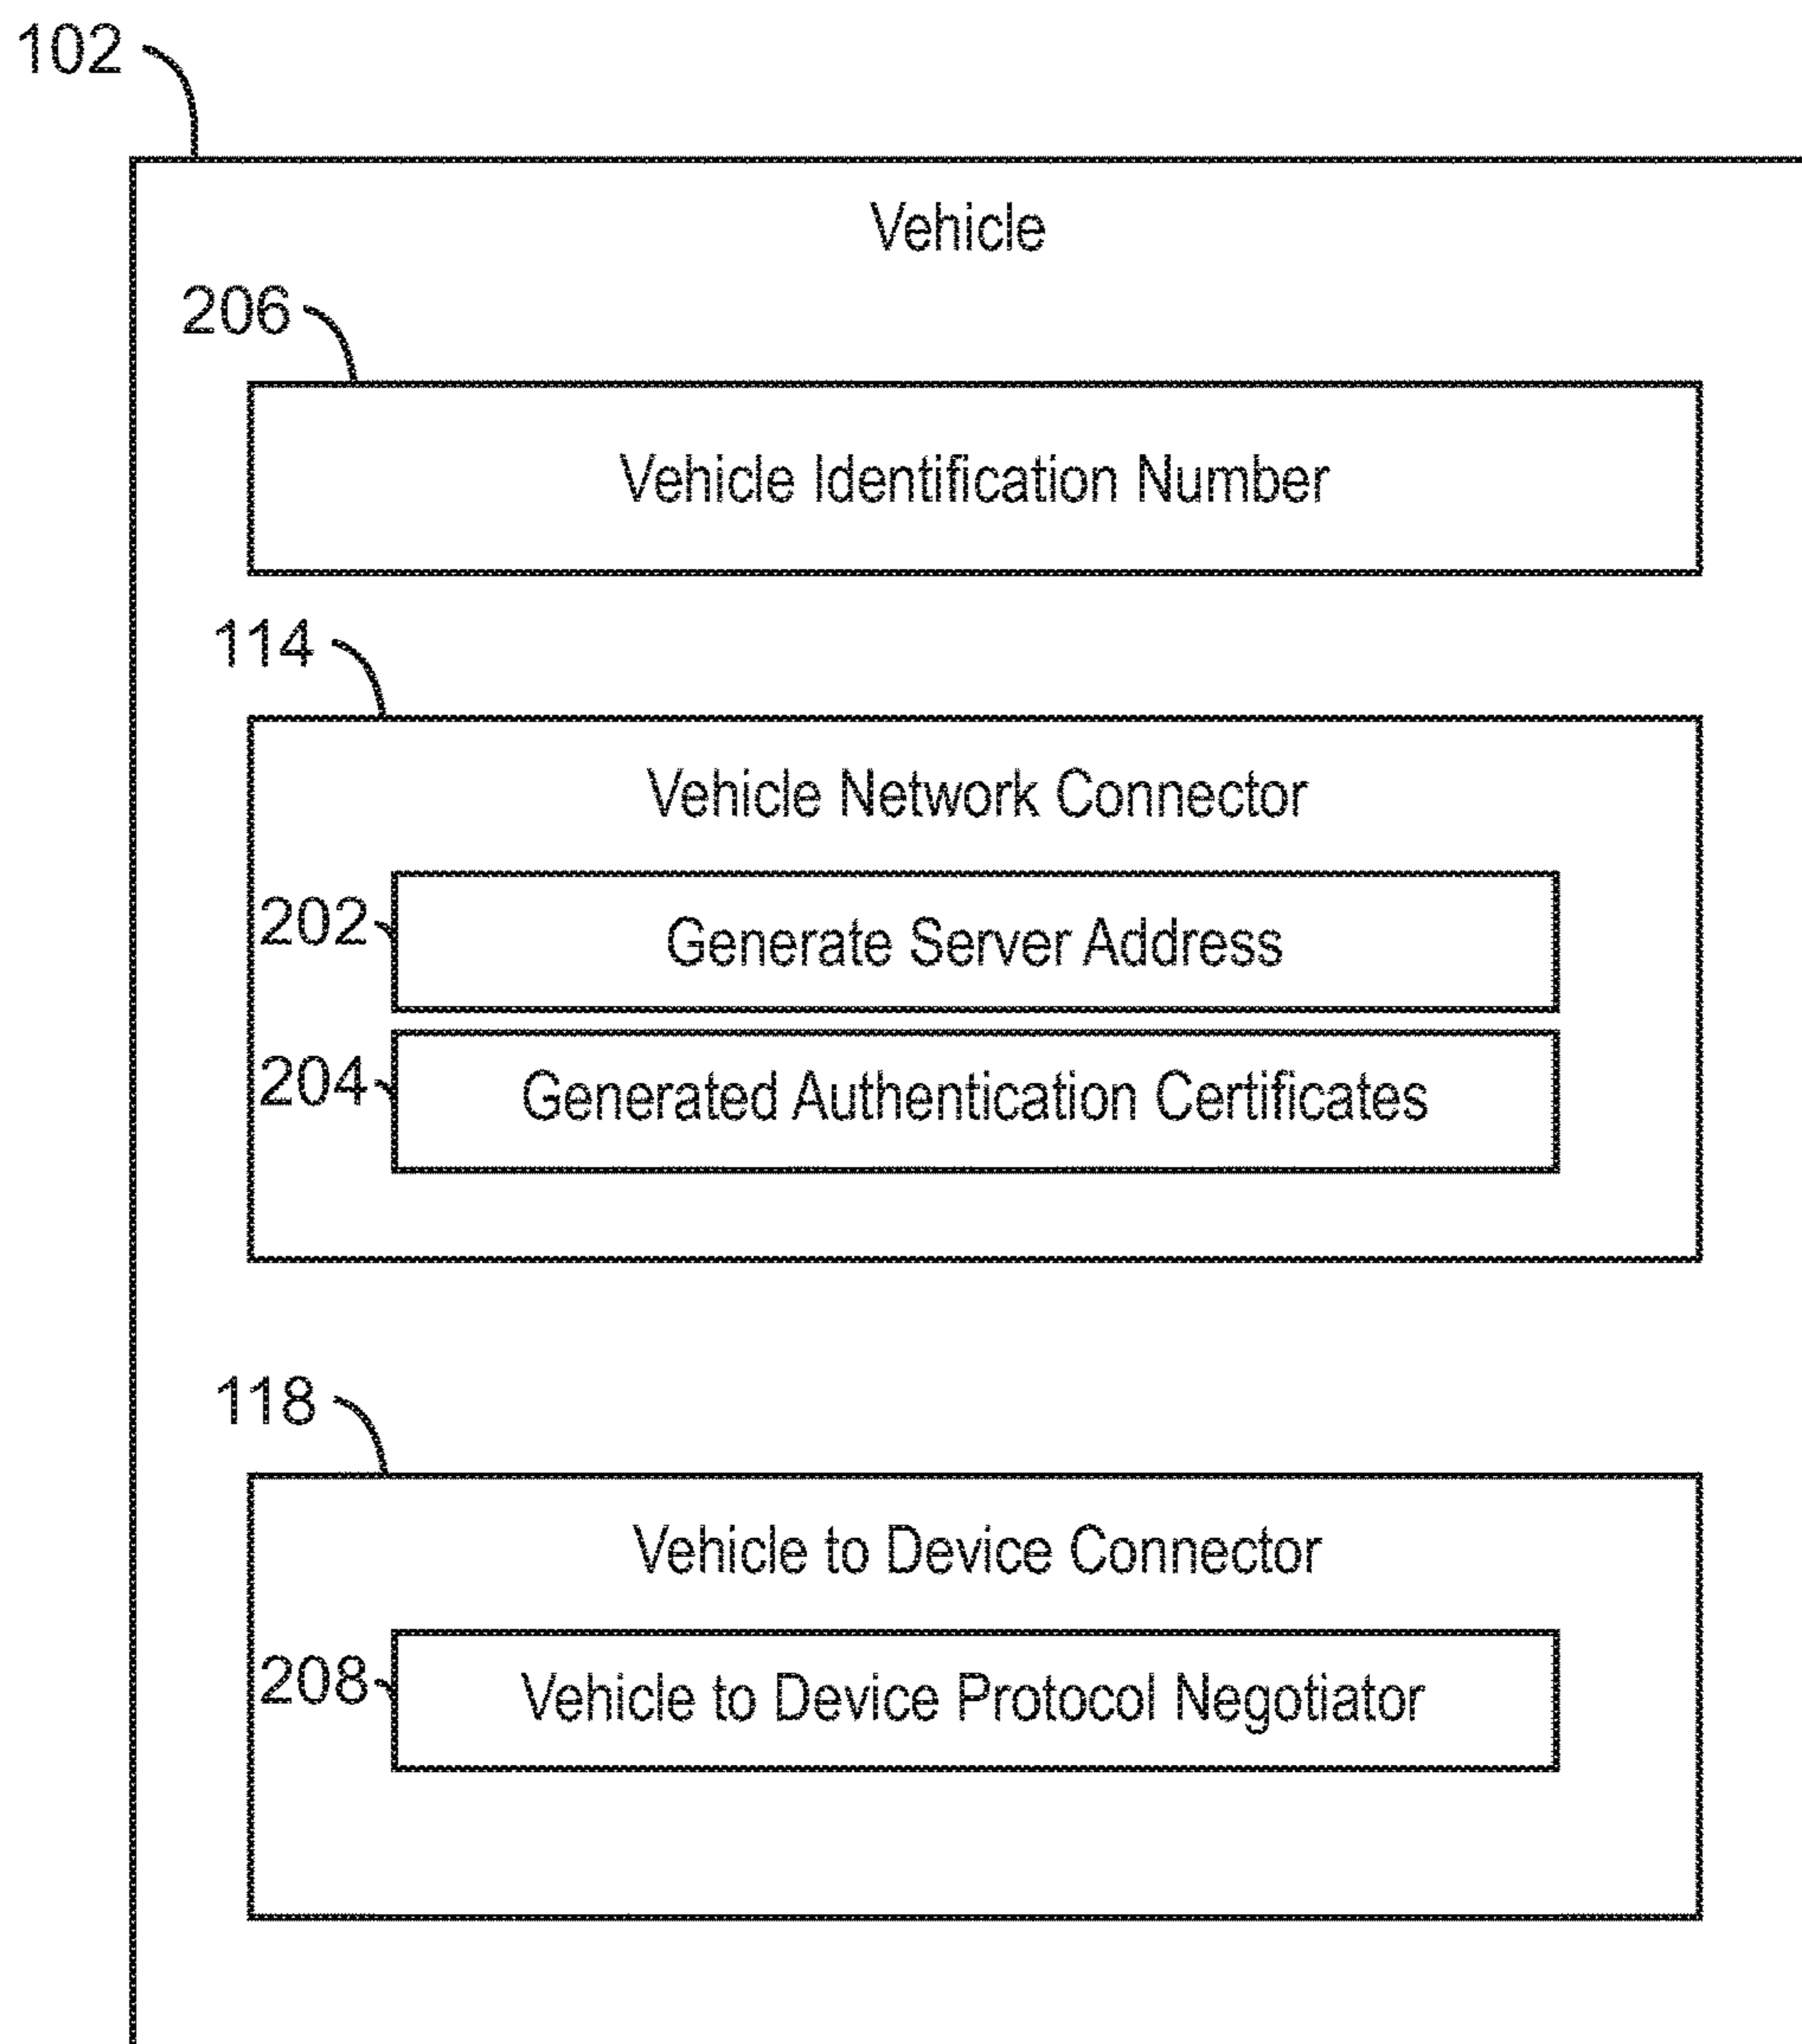 102
Vehicle
206
Vehicle Identification Number
114
Vehicle Network Connector
202
Generate Server Address
204
Generated Authentication Certificates
118
Vehicle to Device Connector
208
Vehicle to Device Protocol Negotiator